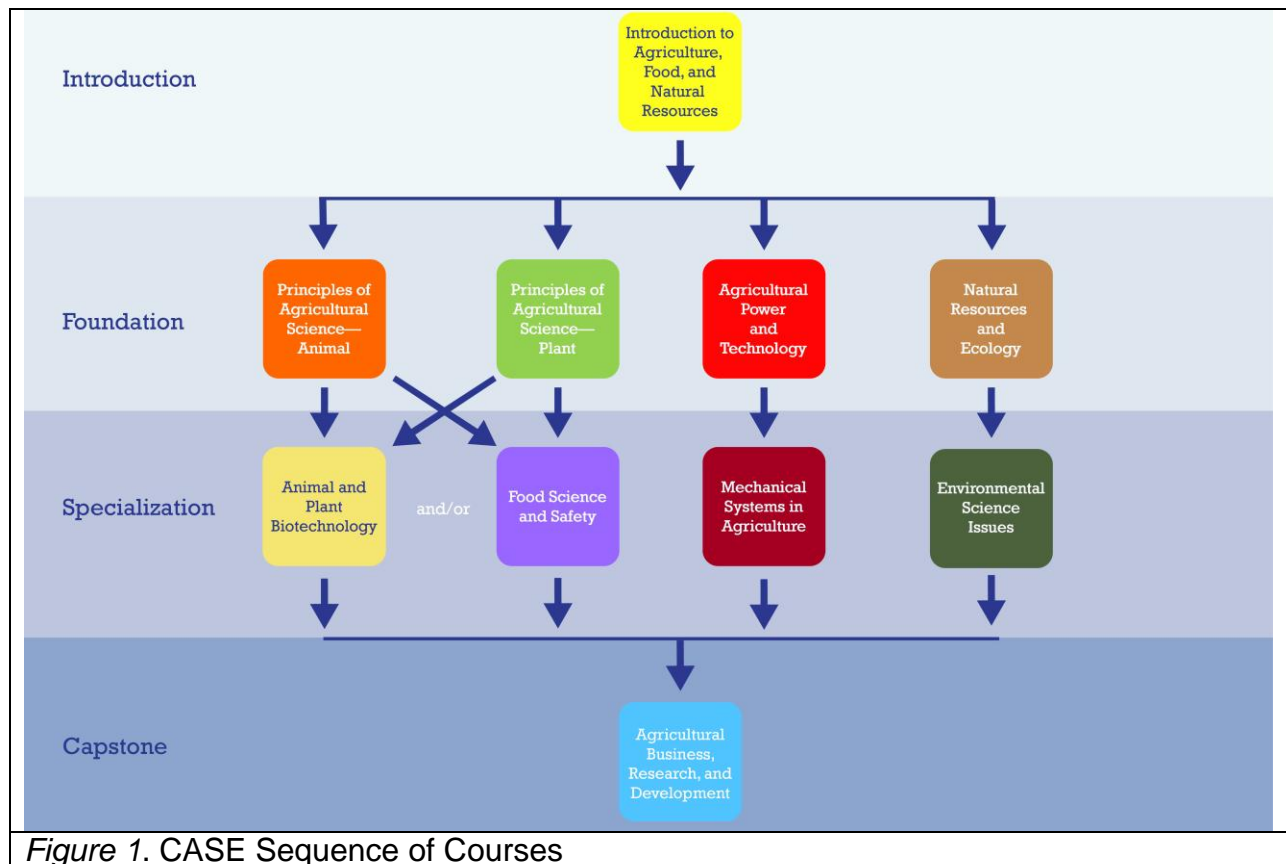 Introduction
Introduction to
Agriculture,
Food, and
Natural
Resources
Foundation
Principles of
Agricultural
Science—
Animal
Principles of
Agricultural
Science—
Plant
Agricultural
Power
and
Technology
Natural
Resources
and
Ecology
Specialization
Animal and
Plant
Biotechnology
and/or
Food Science
and Safety
Mechanical
Systems in
Agriculture
Environmental
Science
Issues
Capstone
Agricultural
Business,
Research, and
Development
Figure 1. CASE Sequence of Courses